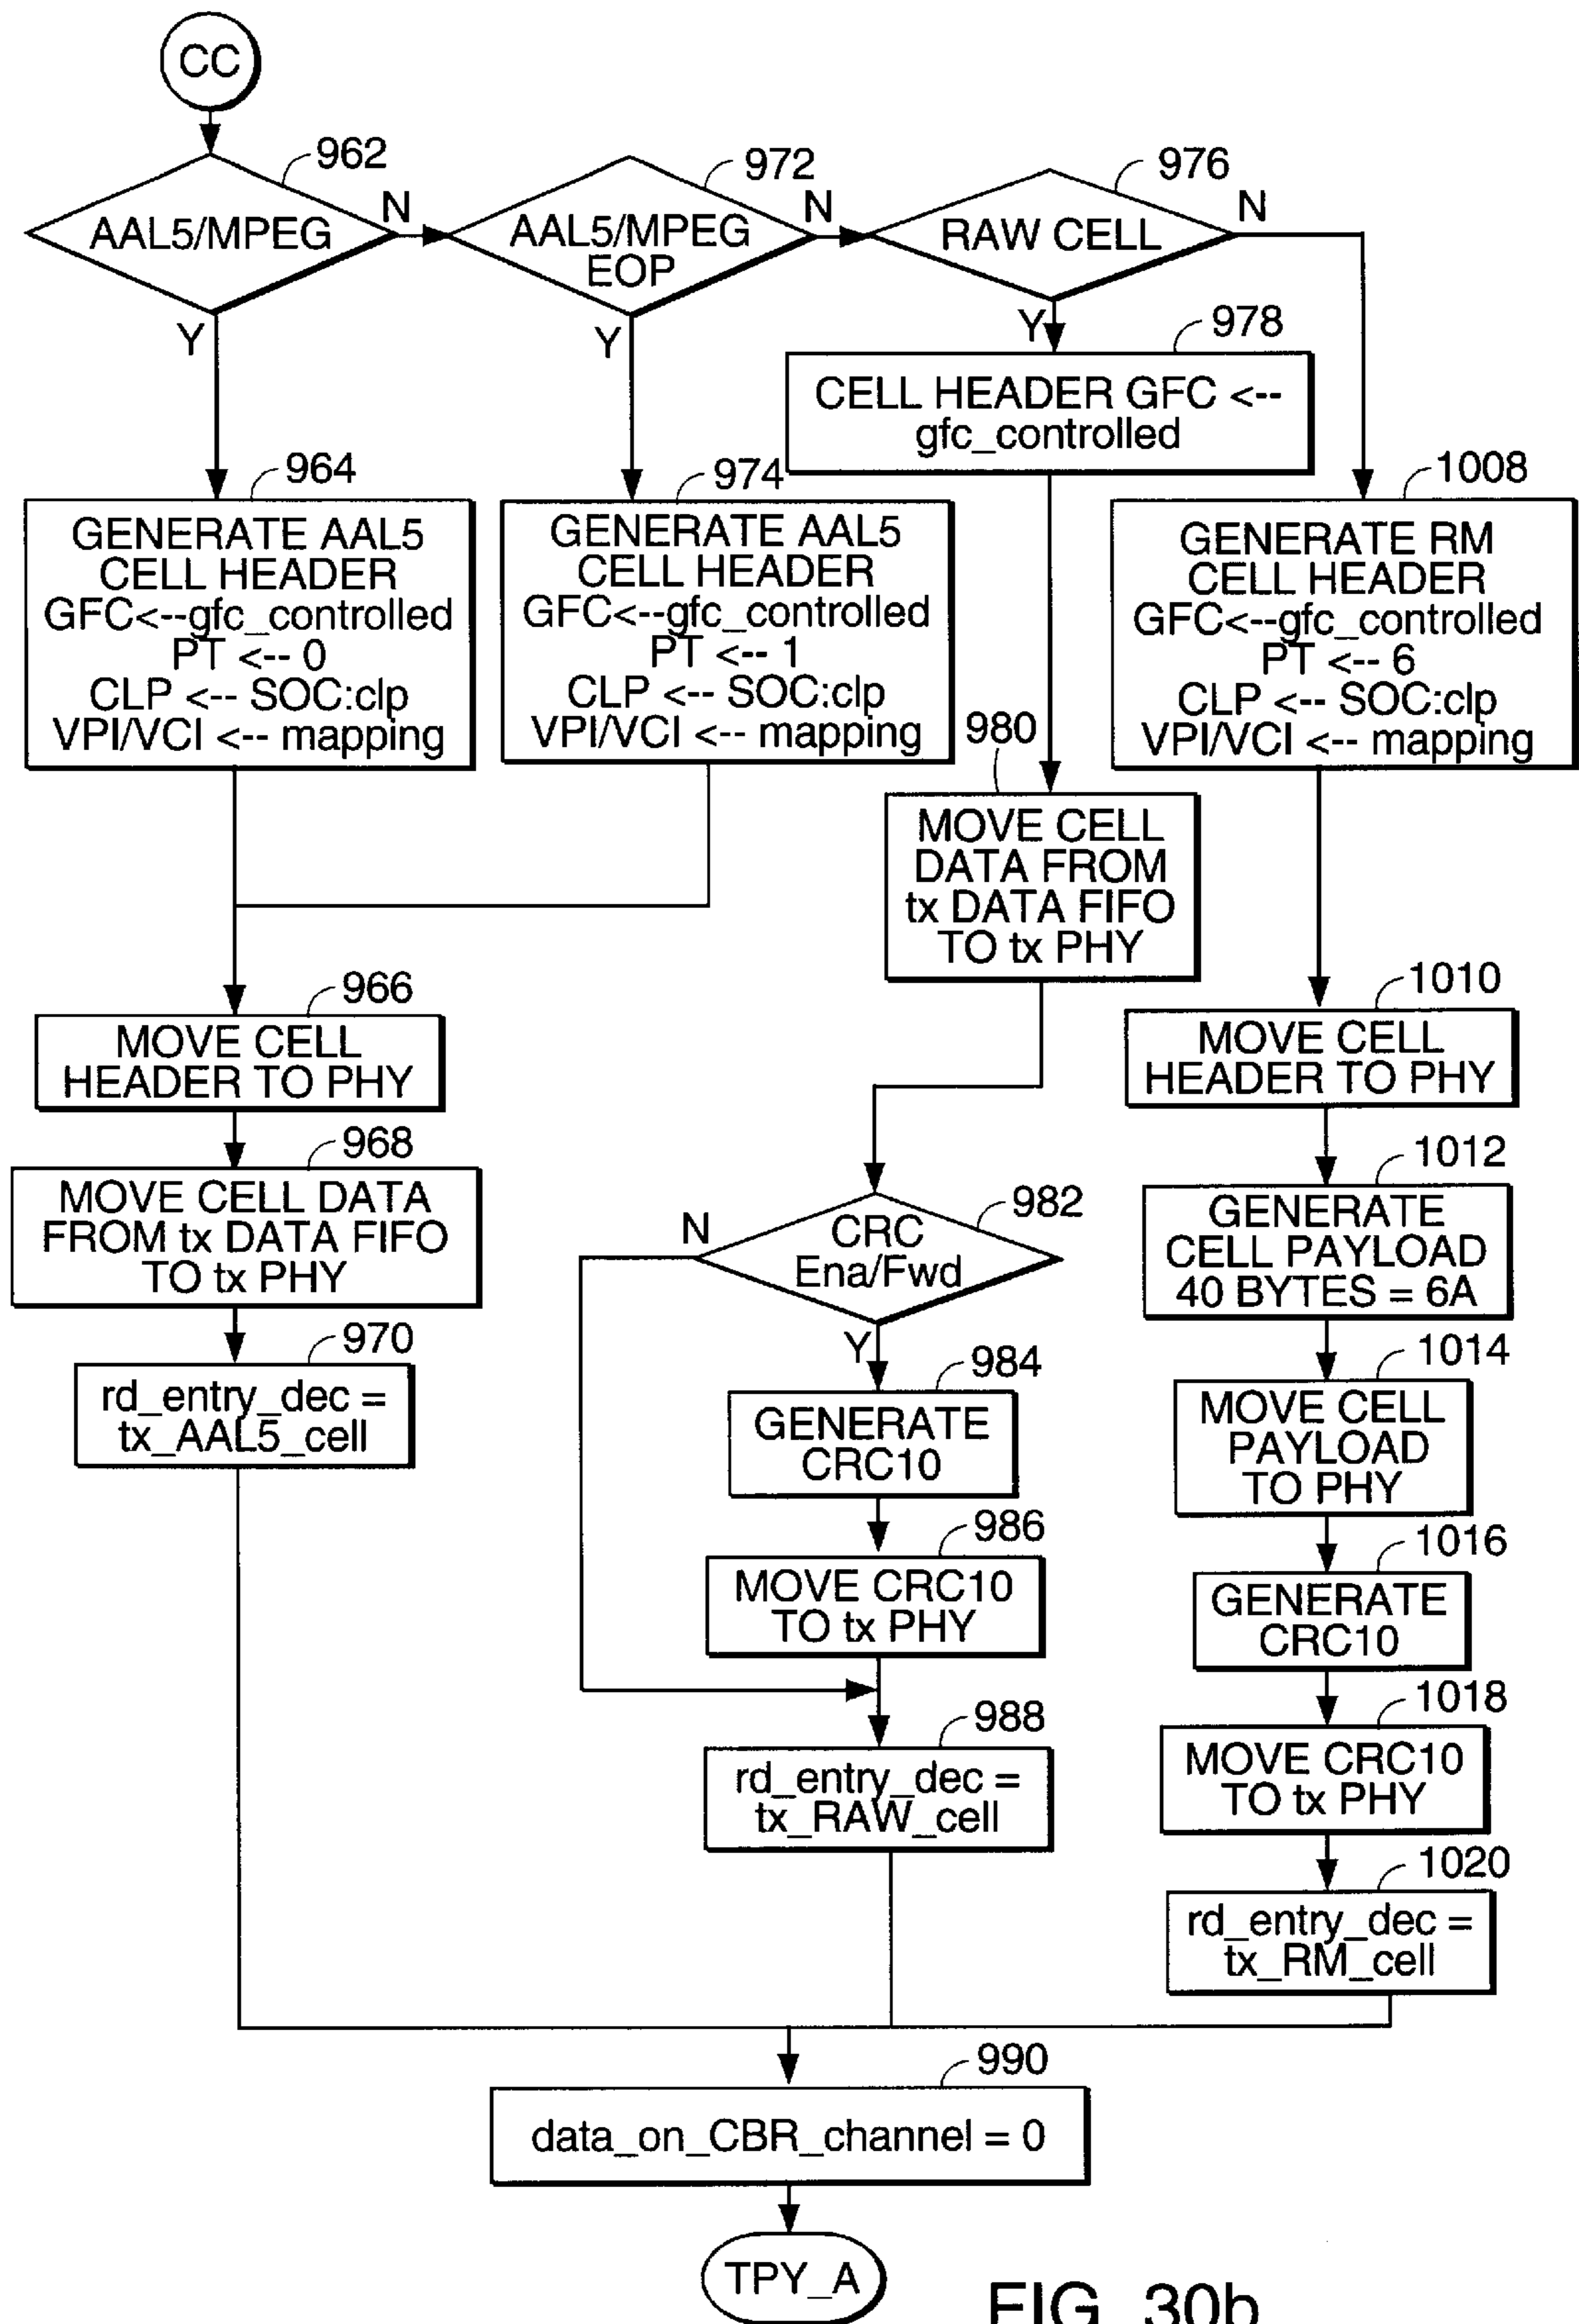 CC
962
AAL5/MPEG
N
Y
972
AAL5/MPEG
EOP
N
Y
976
RAW CELL
N
Y
978
CELL HEADER GFC <--
gfc_controlled
964
GENERATE AAL5
CELL HEADER
GFC<--gfc_controlled
PT <-- 0
CLP <-- SOC:clp
VPI/VCI <-- mapping
974
GENERATE AAL5
CELL HEADER
GFC<--gfc_controlled
PT <-- 1
CLP <-- SOC:clp
VPI/VCI <-- mapping
1008
GENERATE RM
CELL HEADER
GFC<--gfc_controlled
PT <-- 6
CLP <-- SOC:clp
VPI/VCI <-- mapping
980
MOVE CELL
DATA FROM
tx DATA FIFO
TO tx PHY
966
MOVE CELL
HEADER TO PHY
968
MOVE CELL DATA
FROM tx DATA FIFO
TO tx PHY
970
rd_entry_dec =
tx_AAL5_cell
982
CRC
Ena/Fwd
N
Y
984
GENERATE
CRC10
986
MOVE CRC10
TO tx PHY
988
rd_entry_dec =
tx_RAW_cell
1010
MOVE CELL
HEADER TO PHY
1012
GENERATE
CELL PAYLOAD
40 BYTES = 6A
1014
MOVE CELL
PAYLOAD
TO PHY
1016
GENERATE
CRC10
1018
MOVE CRC10
TO tx PHY
1020
rd_entry_dec =
tx_RM_cell
990
data_on_CBR_channel = 0
TPY_A
FIG. 30b